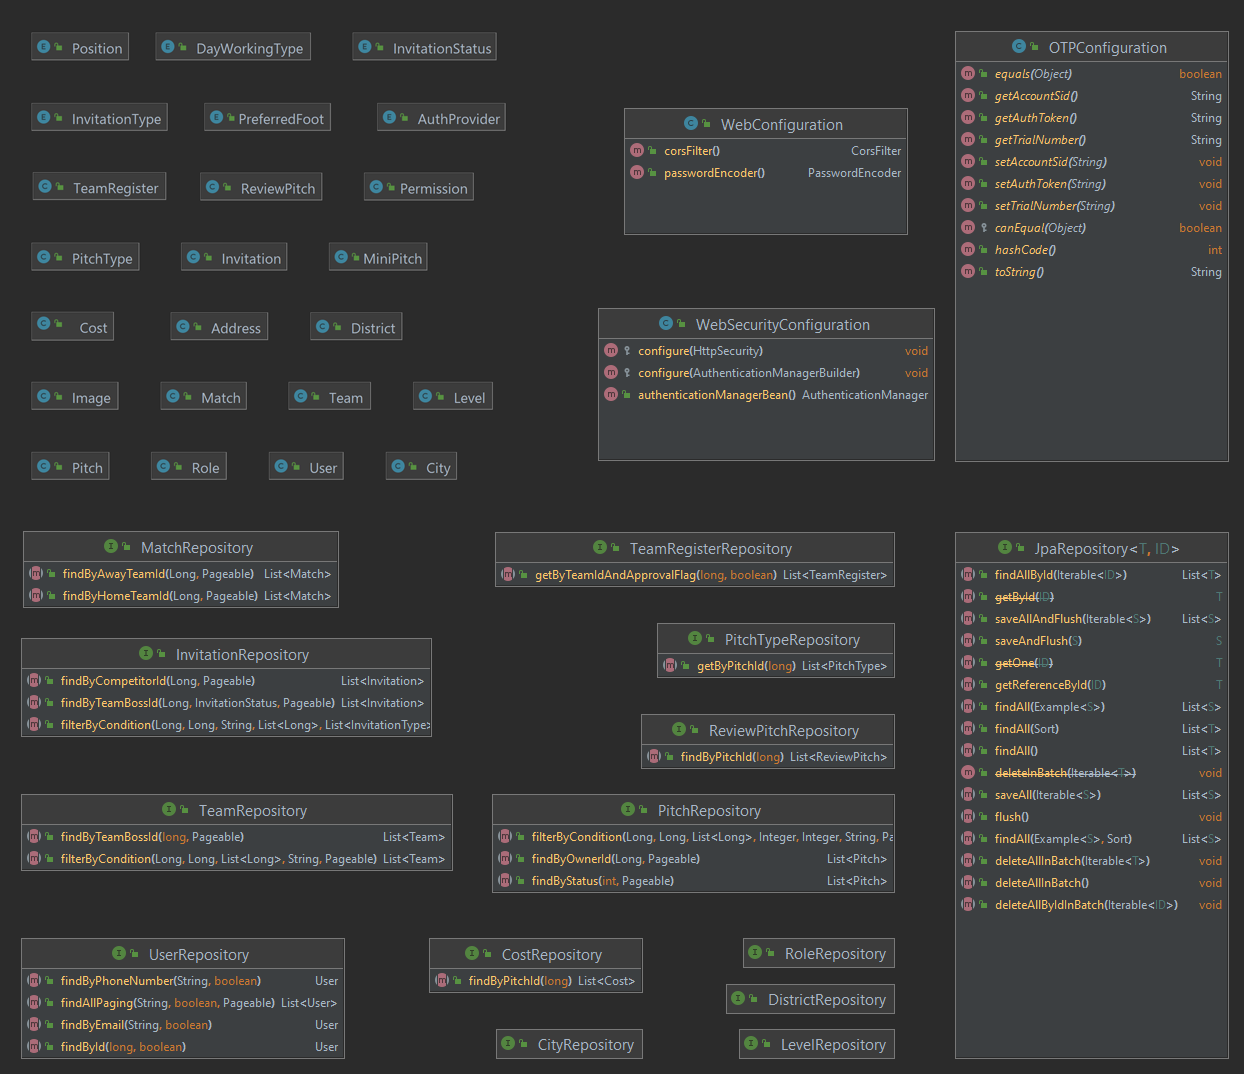 Position
DayWorkingType
InvitationStatus
InvitationType
PreferredFoot
AuthProvider
TeamRegister
ReviewPitch
Permission
PitchType
Invitation
MiniPitch
Cost
Address
District
Image
Match
Team
Level
Pitch
Role
User
City
WebConfiguration
corsFilter() CorsFilter
passwordEncoder() PasswordEncoder
WebSecurityConfiguration
configure(HttpSecurity) void
configure(AuthenticationManagerBuilder) void
authenticationManagerBean() AuthenticationManager
OTPConfiguration
equals(Object) boolean
getAccountSid() String
getAuthToken() String
getTrialNumber() String
setAccountSid(String) void
setAuthToken(String) void
setTrialNumber(String) void
canEqual(Object) boolean
hashCode() int
toString() String
MatchRepository
findByAwayTeamId(Long, Pageable) List<Match>
findByHomeTeamId(Long, Pageable) List<Match>
InvitationRepository
findByCompetitorId(Long, Pageable) List<Invitation>
findByTeamBossId(Long, InvitationStatus, Pageable) List<Invitation>
filterByCondition(Long, Long, String, List<Long>, List<InvitationType>
TeamRepository
findByTeamBossId(long, Pageable) List<Team>
filterByCondition(Long, Long, List<Long>, String, Pageable) List<Team>
UserRepository
findByPhoneNumber(String, boolean) User
findAllPaging(String, boolean, Pageable) List<User>
findByEmail(String, boolean) User
findById(long, boolean) User
TeamRegisterRepository
getByTeamIdAndApprovalFlag(long, boolean) List<TeamRegister>
PitchTypeRepository
getByPitchId(long) List<PitchType>
ReviewPitchRepository
findByPitchId(long) List<ReviewPitch>
PitchRepository
filterByCondition(Long, Long, List<Long>, Integer, Integer, String, Pa
findByOwnerId(Long, Pageable) List<Pitch>
findByStatus(int, Pageable) List<Pitch>
CostRepository
findByPitchId(long) List<Cost>
RoleRepository
DistrictRepository
CityRepository
LevelRepository
JpaRepository<T, ID>
findAllById(Iterable<ID>) List<T>
getById(ID) T
saveAllAndFlush(Iterable<S>) List<S>
saveAndFlush(S) S
getOne(ID) T
getReferenceById(ID) T
findAll(Example<S>) List<S>
findAll(Sort) List<T>
findAll() List<T>
deleteInBatch(Iterable<T>) void
saveAll(Iterable<S>) List<S>
flush() void
findAll(Example<S>, Sort) List<S>
deleteAllInBatch(Iterable<T>) void
deleteAllInBatch() void
deleteAllByIdInBatch(Iterable<ID>) void